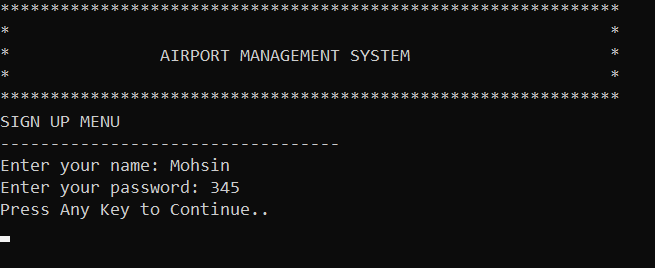 **************************************************************
*                                                            *
*               AIRPORT MANAGEMENT SYSTEM                    *
*                                                            *
**************************************************************
SIGN UP MENU
----------------------------------
Enter your name: Mohsin
Enter your password: 345
Press Any Key to Continue..